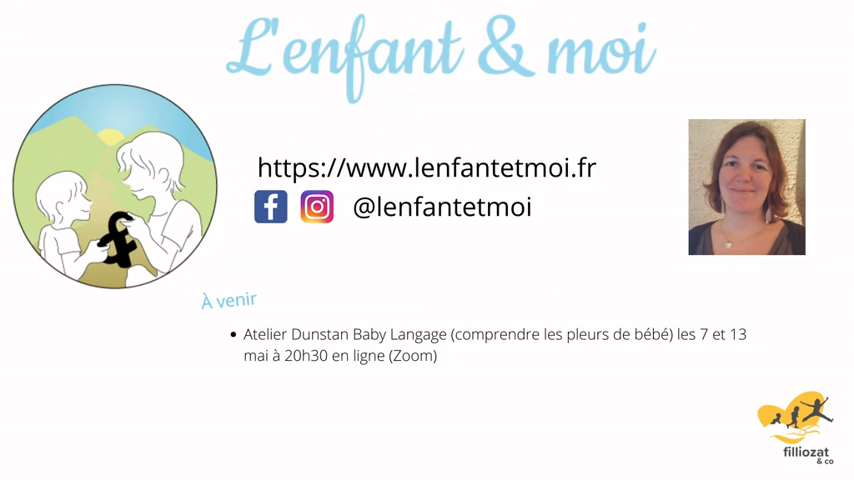 L'enfant & moi
https://www.lenfantetmoi.fr
@lenfantetmoi
À venir
Atelier Dunstan Baby Langage (comprendre les pleurs de bébé) les 7 et 13
mai à 20h30 en ligne (Zoom)
filliozat
& co